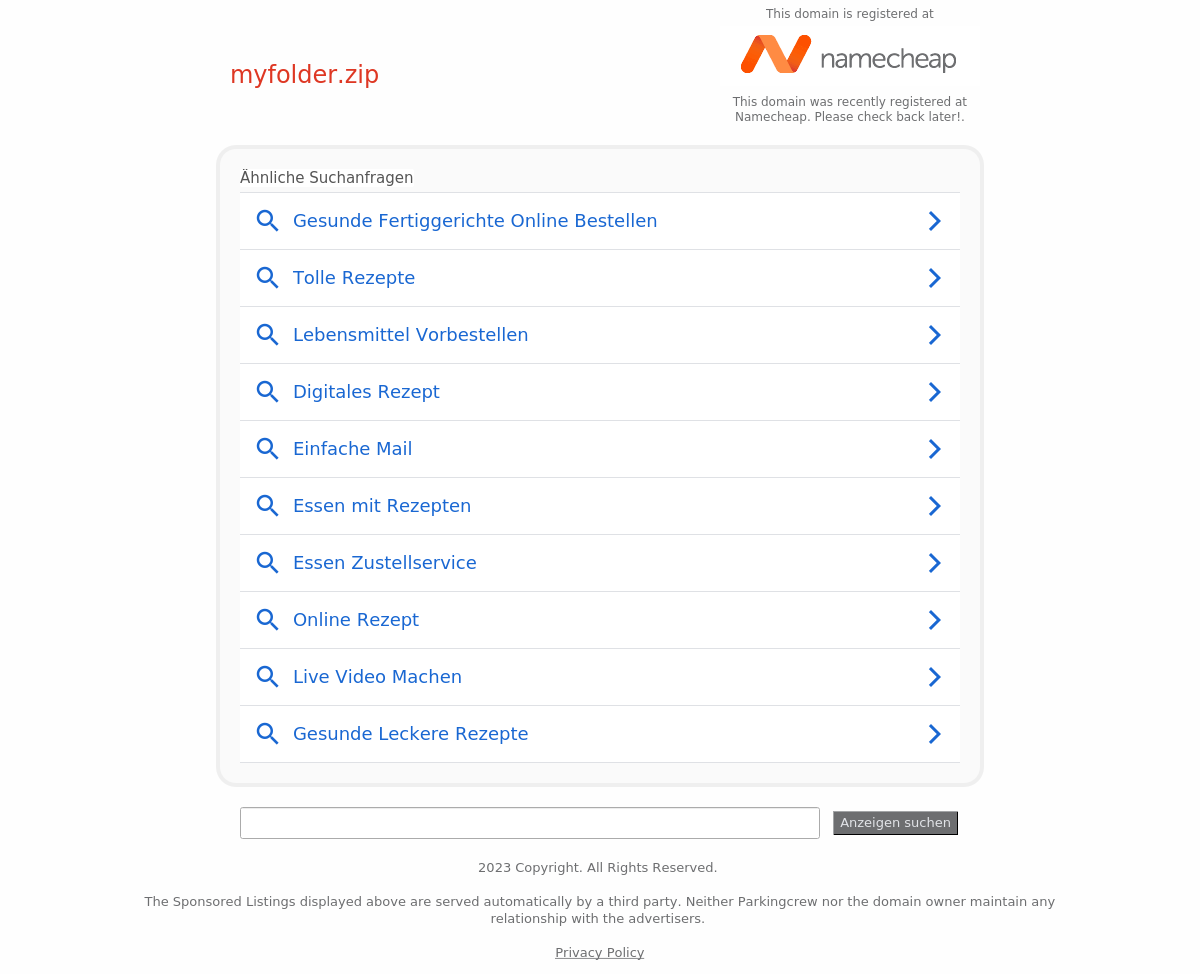 This domain is registered at
namecheap
myfolder.zip
This domain was recently registered at
Namecheap. Please check back later!.
Ähnliche Suchanfragen
Gesunde Fertiggerichte Online Bestellen
Tolle Rezepte
Lebensmittel Vorbestellen
Digitales Rezept
Einfache Mail
Essen mit Rezepten
Essen Zustellservice
Online Rezept
Live Video Machen
Gesunde Leckere Rezepte
Anzeigen suchen
2023 Copyright. All Rights Reserved.
The Sponsored Listings displayed above are served automatically by a third party. Neither Parkingcrew nor the domain owner maintain any
relationship with the advertisers.
Privacy Policy